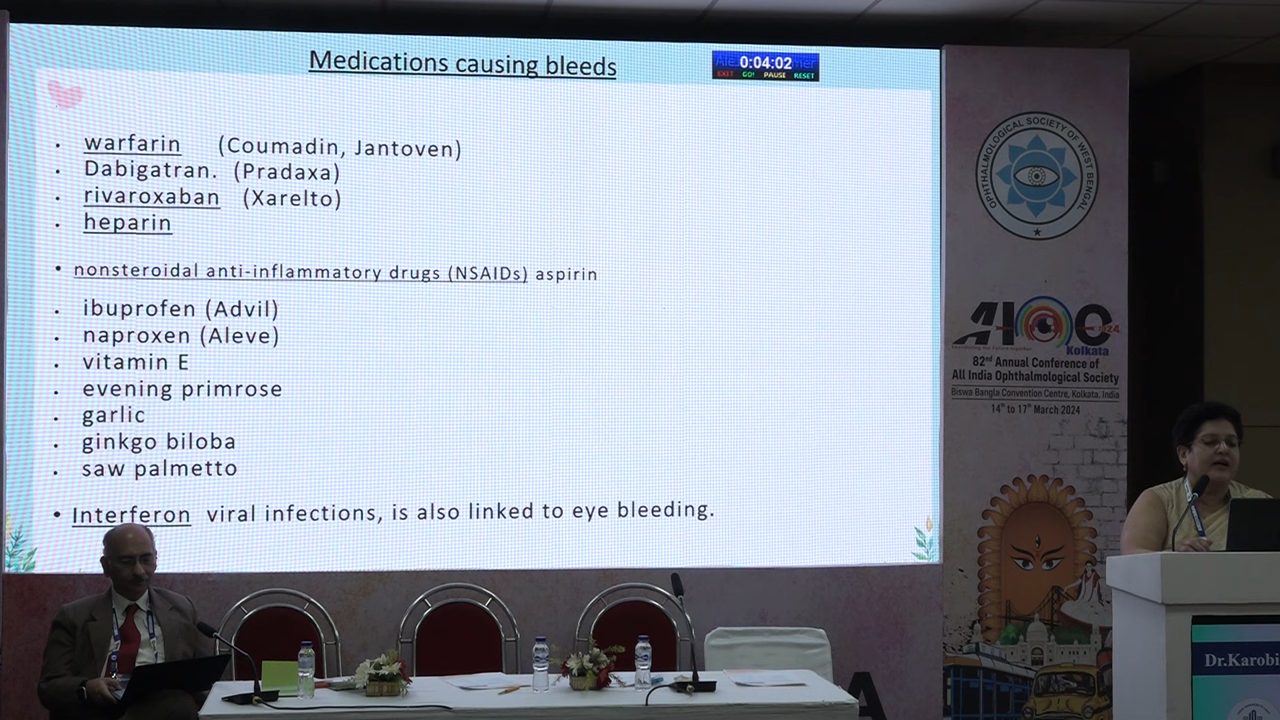 Medications causing bleeds
0:04:02
EXIT GO! PAUSE RESET
• warfarin (Coumadin, Jantoven)
• Dabigatran. (Pradaxa)
• rivaroxaban (Xarelto)
• heparin
• nonsteroidal anti-inflammatory drugs (NSAIDs) aspirin
• ibuprofen (Advil)
• naproxen (Aleve)
• vitamin E
• evening primrose
• garlic
• ginkgo biloba
• saw palmetto
• Interferon viral infections, is also linked to eye bleeding.
OPHTHALMOLOGICAL SOCIETY OF WEST BENGAL
AIOC 2024
Kolkata
82nd Annual Conference of
All India Ophthalmological Society
Biswa Bangla Convention Centre, Kolkata, India
14th to 17th March 2024
Dr.Karobi
A